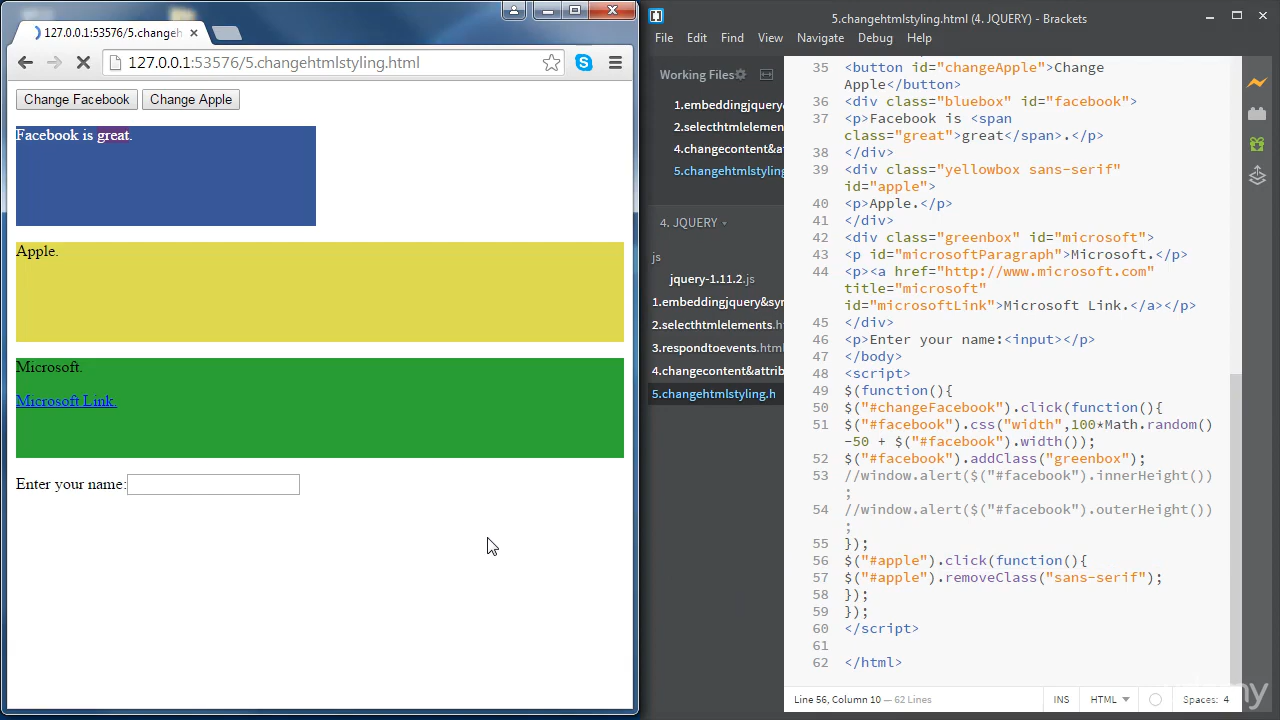 127.0.0.1:53576/5.changeh
127.0.0.1:53576/5.changehtmlstyling.html
Change Facebook
Change Apple
Facebook is great.
Apple.
Microsoft.
Microsoft Link.
Enter your name:
5.changehtmlstyling.html (4. JQUERY) - Brackets
File Edit Find View Navigate Debug Help
Working Files
1.embeddingjquery&
2.selecthtmlelemen
4.changecontent&at
5.changehtmlstyling
4. JQUERY
js
jquery-1.11.2.js
1.embeddingjquery&syn
2.selecthtmlelements.ht
3.respondtoevents.html
4.changecontent&attrib
5.changehtmlstyling.h
35 <button id="changeApple">Change
Apple</button>
36 <div class="bluebox" id="facebook">
37 <p>Facebook is <span
class="great">great</span>.</p>
38 </div>
39 <div class="yellowbox sans-serif"
id="apple">
40 <p>Apple.</p>
41 </div>
42 <div class="greenbox" id="microsoft">
43 <p id="microsoftParagraph">Microsoft.</p>
44 <p><a href="http://www.microsoft.com"
title="microsoft"
id="microsoftLink">Microsoft Link.</a></p>
45 </div>
46 <p>Enter your name:<input></p>
47 </body>
48 <script>
49 $(function(){
50 $("#changeFacebook").click(function(){
51 $("#facebook").css("width",100*Math.random()
-50 + $("#facebook").width());
52 $("#facebook").addClass("greenbox");
53 //window.alert($("#facebook").innerHeight())
;
54 //window.alert($("#facebook").outerHeight())
;
55 });
56 $("#apple").click(function(){
57 $("#apple").removeClass("sans-serif");
58 });
59 });
60 </script>
61
62 </html>
Line 56, Column 10 — 62 Lines
INS
HTML
Spaces: 4